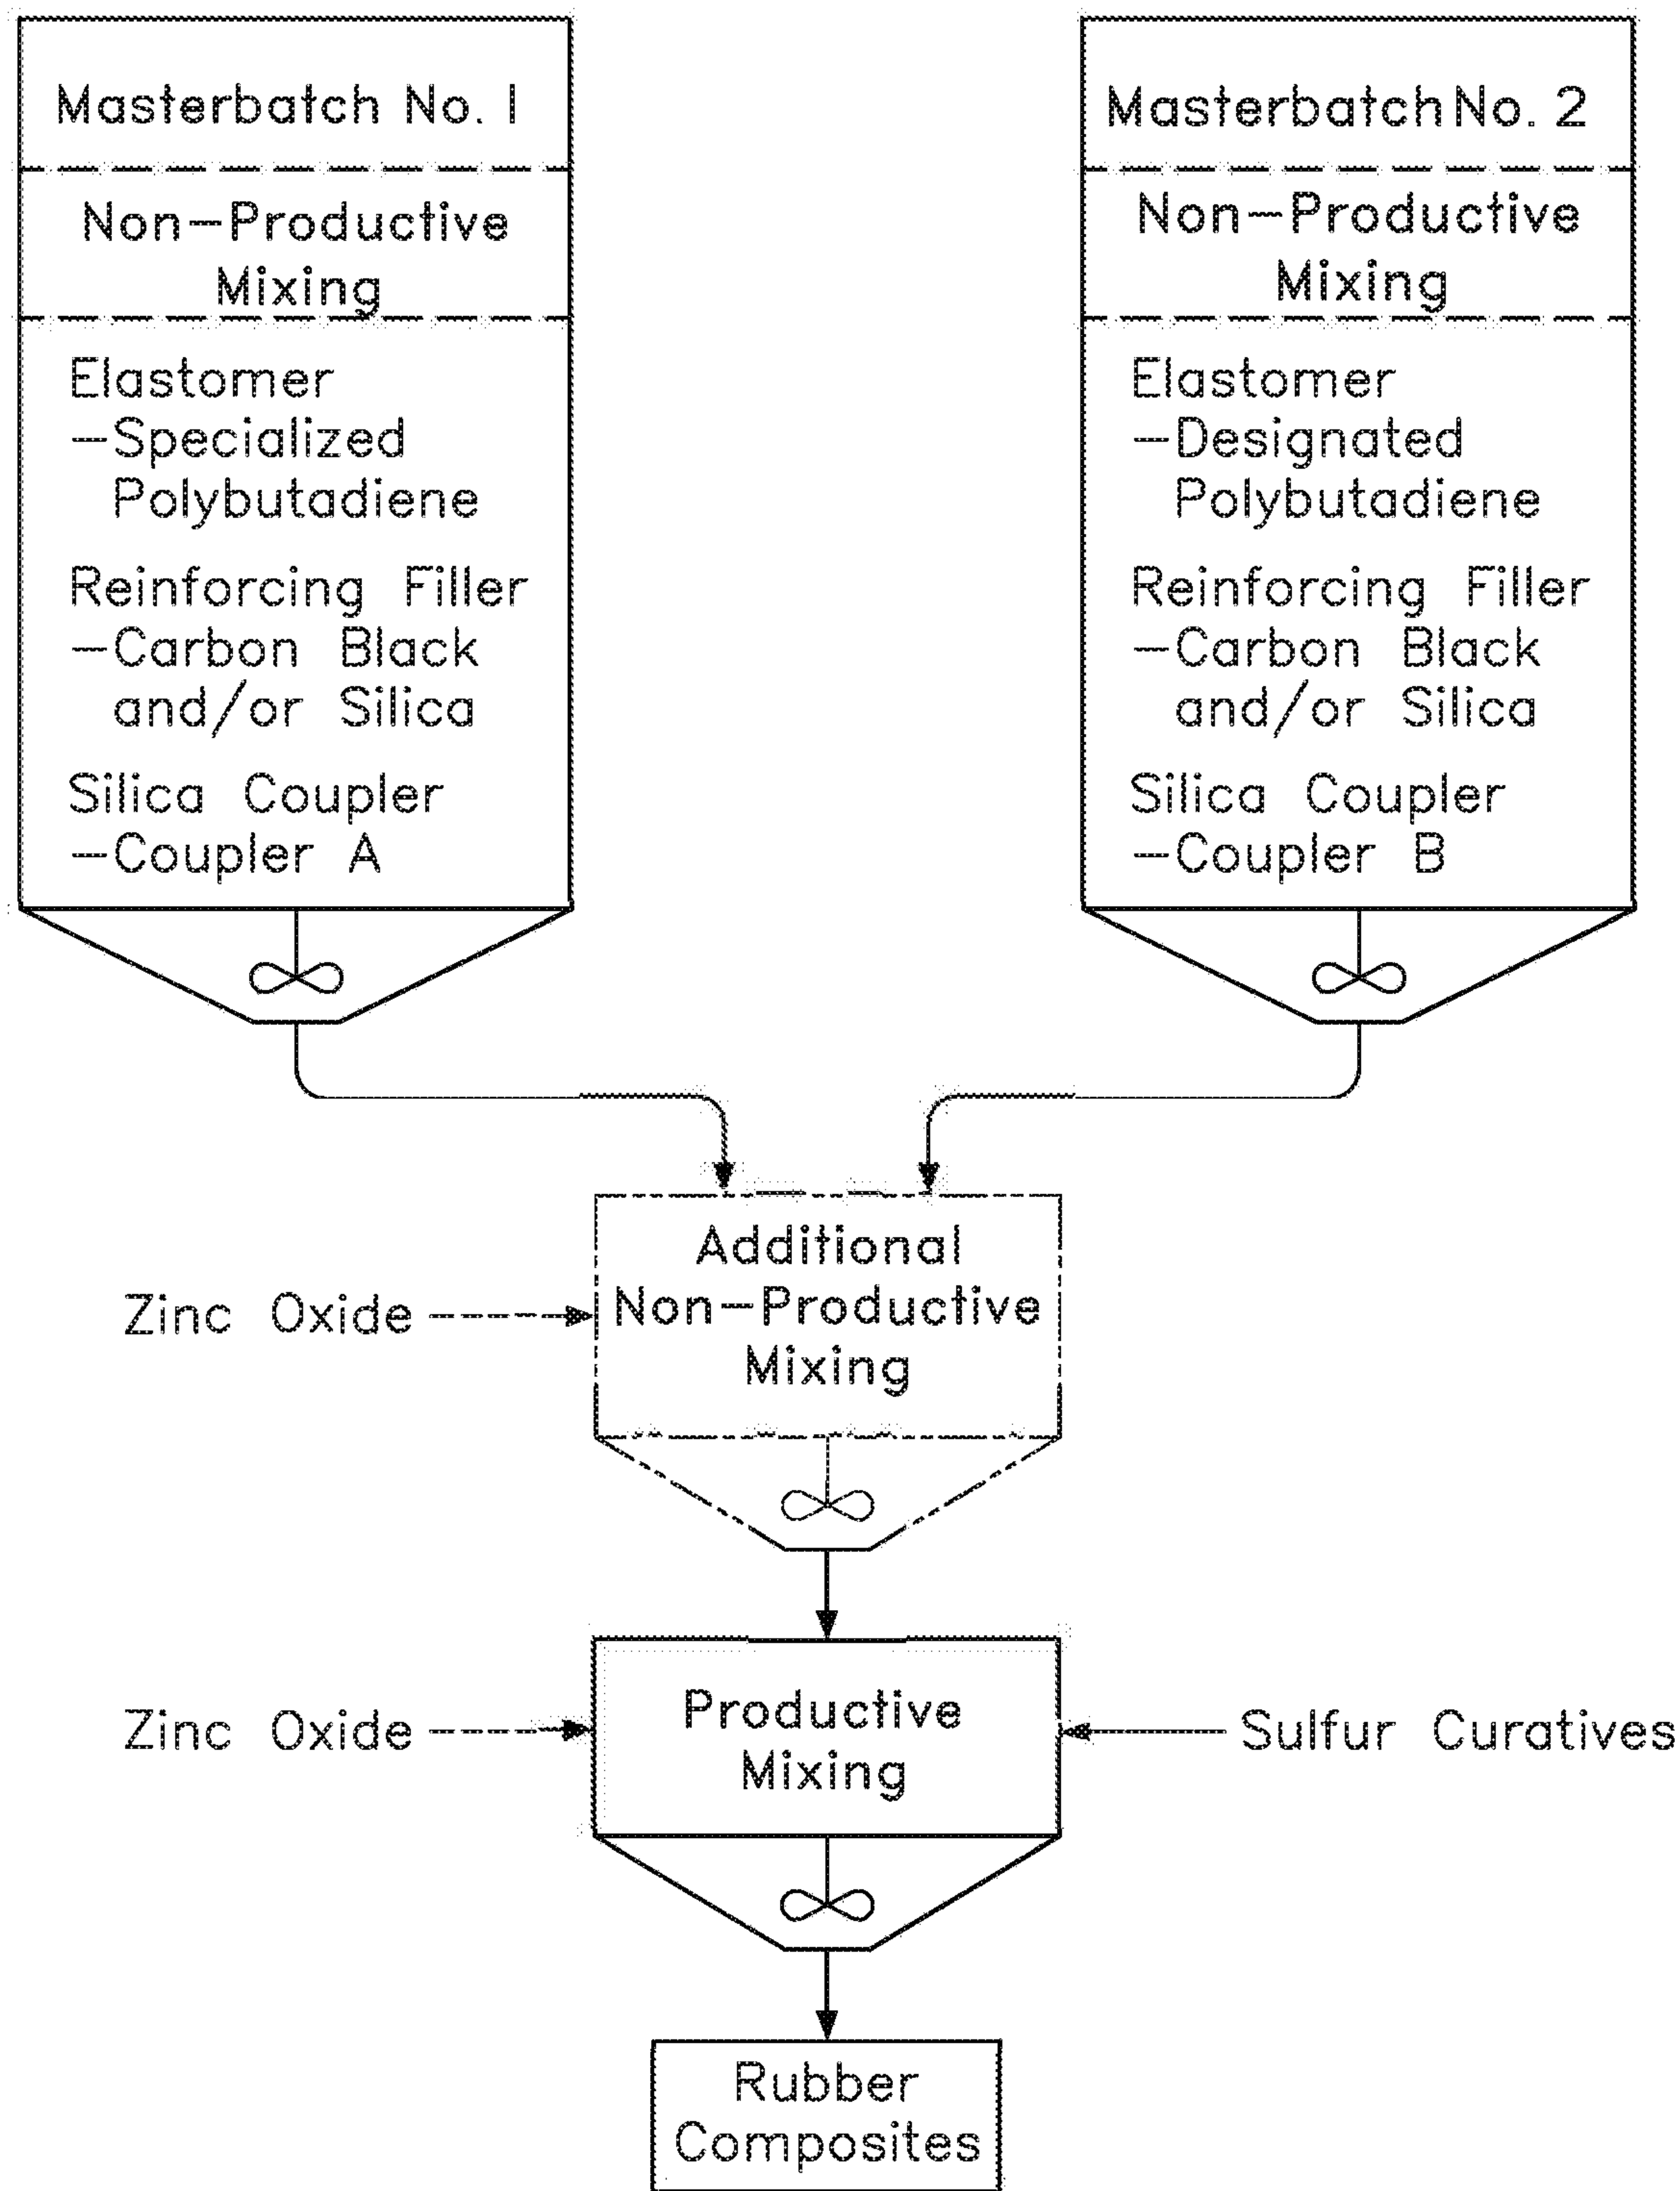 Masterbatch No. 1
Non-Productive
Mixing
Elastomer
-Specialized
Polybutadiene
Reinforcing Filler
-Carbon Black
and/or Silica
Silica Coupler
-Coupler A
Masterbatch No. 2
Non-Productive
Mixing
Elastomer
-Designated
Polybutadiene
Reinforcing Filler
-Carbon Black
and/or Silica
Silica Coupler
-Coupler B
Additional
Non-Productive
Mixing
Zinc Oxide
Productive
Mixing
Zinc Oxide
Sulfur Curatives
Rubber
Composites